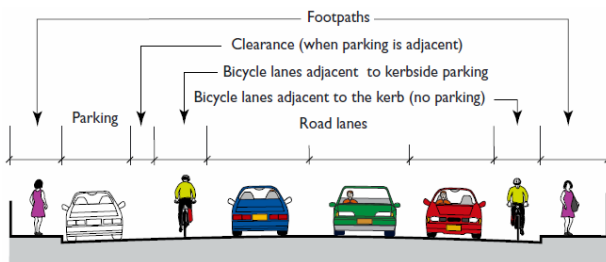 Footpaths
Clearance (when parking is adjacent)
Bicycle lanes adjacent to kerbside parking
Bicycle lanes adjacent to the kerb (no parking)
Parking
Road lanes